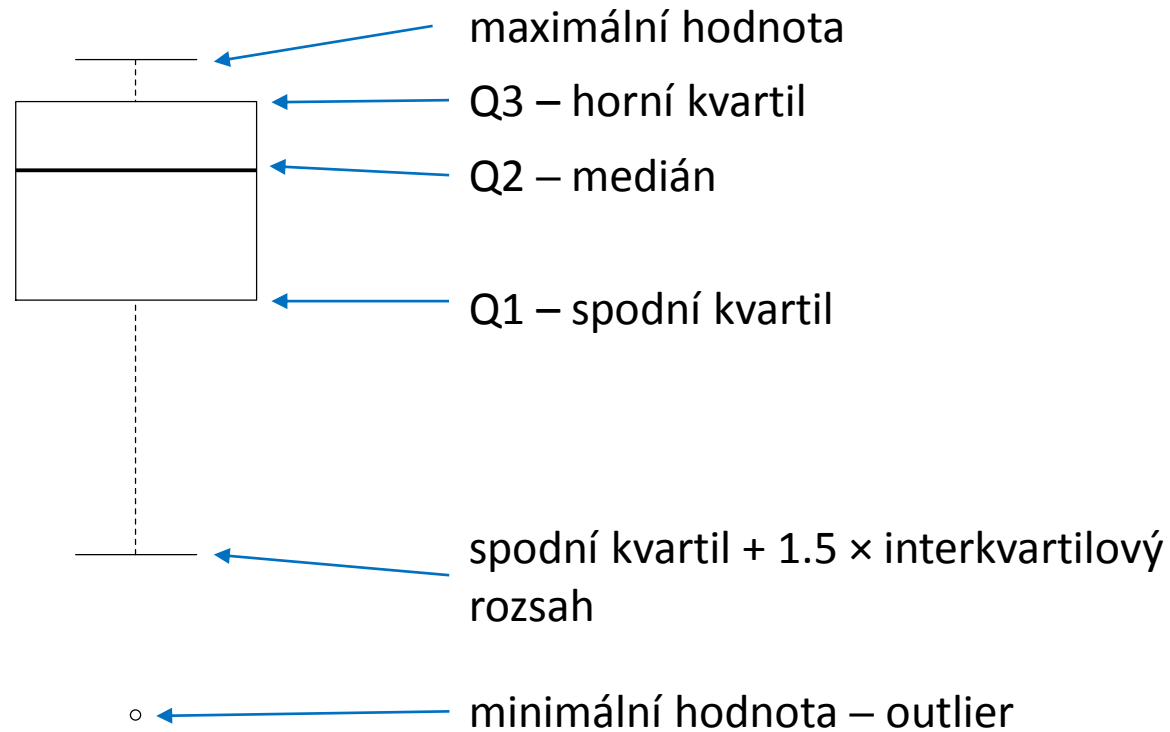 maximální hodnota
Q3 – horní kvartil
Q2 – medián
Q1 – spodní kvartil
spodní kvartil + 1.5 × interkvartilový
rozsah
minimální hodnota – outlier